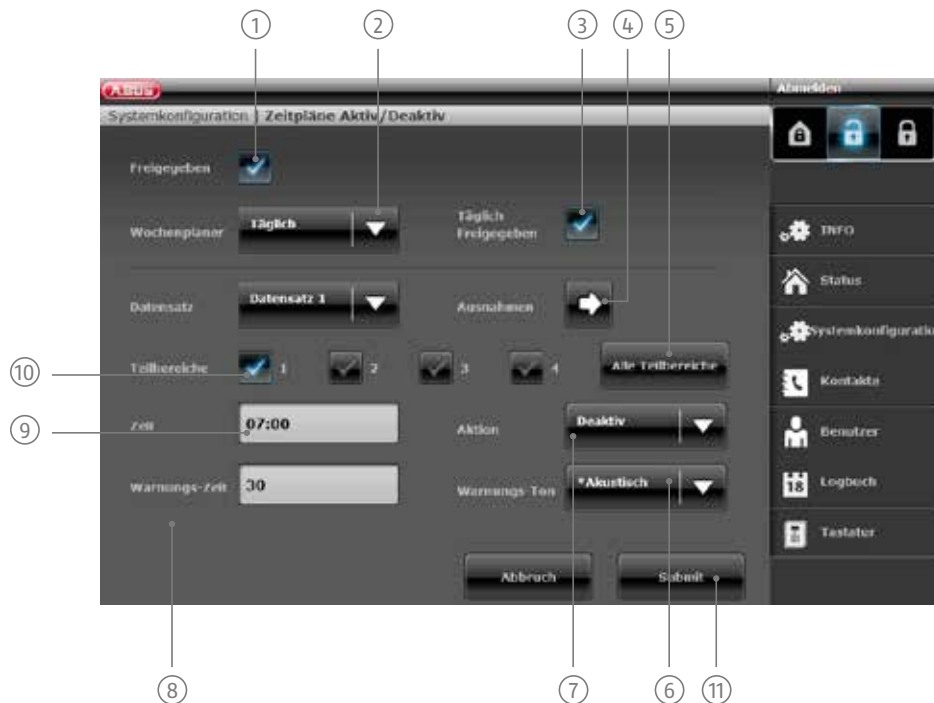 1 2 3 4 5
ABUS
Abmelden
Systemkonfiguration | Zeitpläne Aktiv/Deaktiv
Freigegeben
Wochenplaner Täglich Täglich Freigegeben
INFO
Datensatz Datensatz 1 Ausnahmen
Status
Systemkonfiguratio
10 Teilbereiche 1 2 3 4 Alle Teilbereiche
Kontakte
9 Zeit 07:00 Aktion Deaktiv
Benutzer
Warnungs-Zeit 30 Warnungs-Ton *Akustisch
18 Logbuch
Tastatur
Abbruch Submit
8 7 6 11